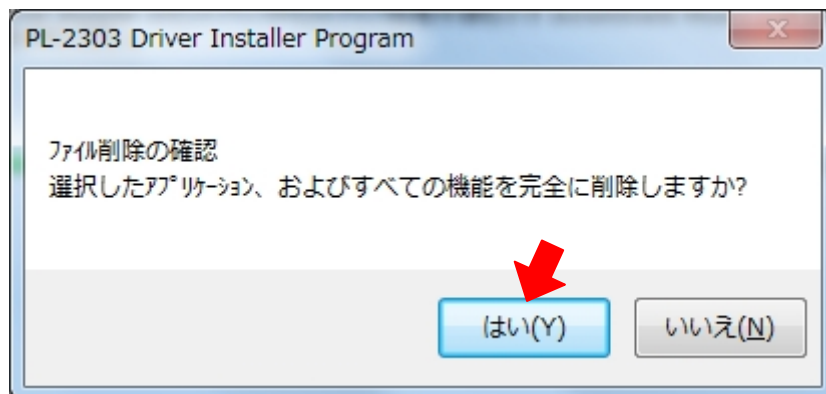 PL-2303 Driver Installer Program
ﾌｧｲﾙ削除の確認
選択したｱﾌﾟﾘｹｰｼｮﾝ、およびすべての機能を完全に削除しますか?
はい(Y)
いいえ(N)